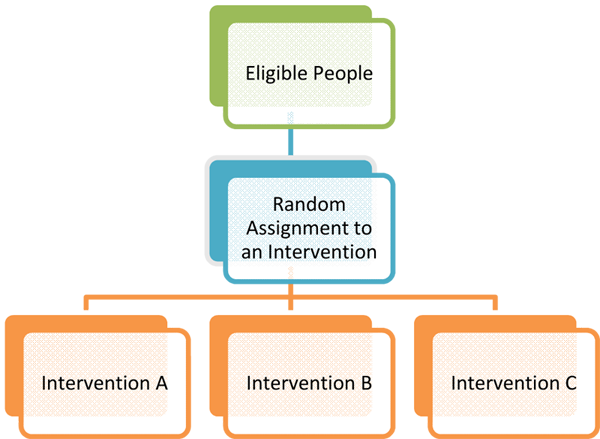 Eligible People
Random
Assignment to
an Intervention
Intervention A
Intervention B
Intervention C